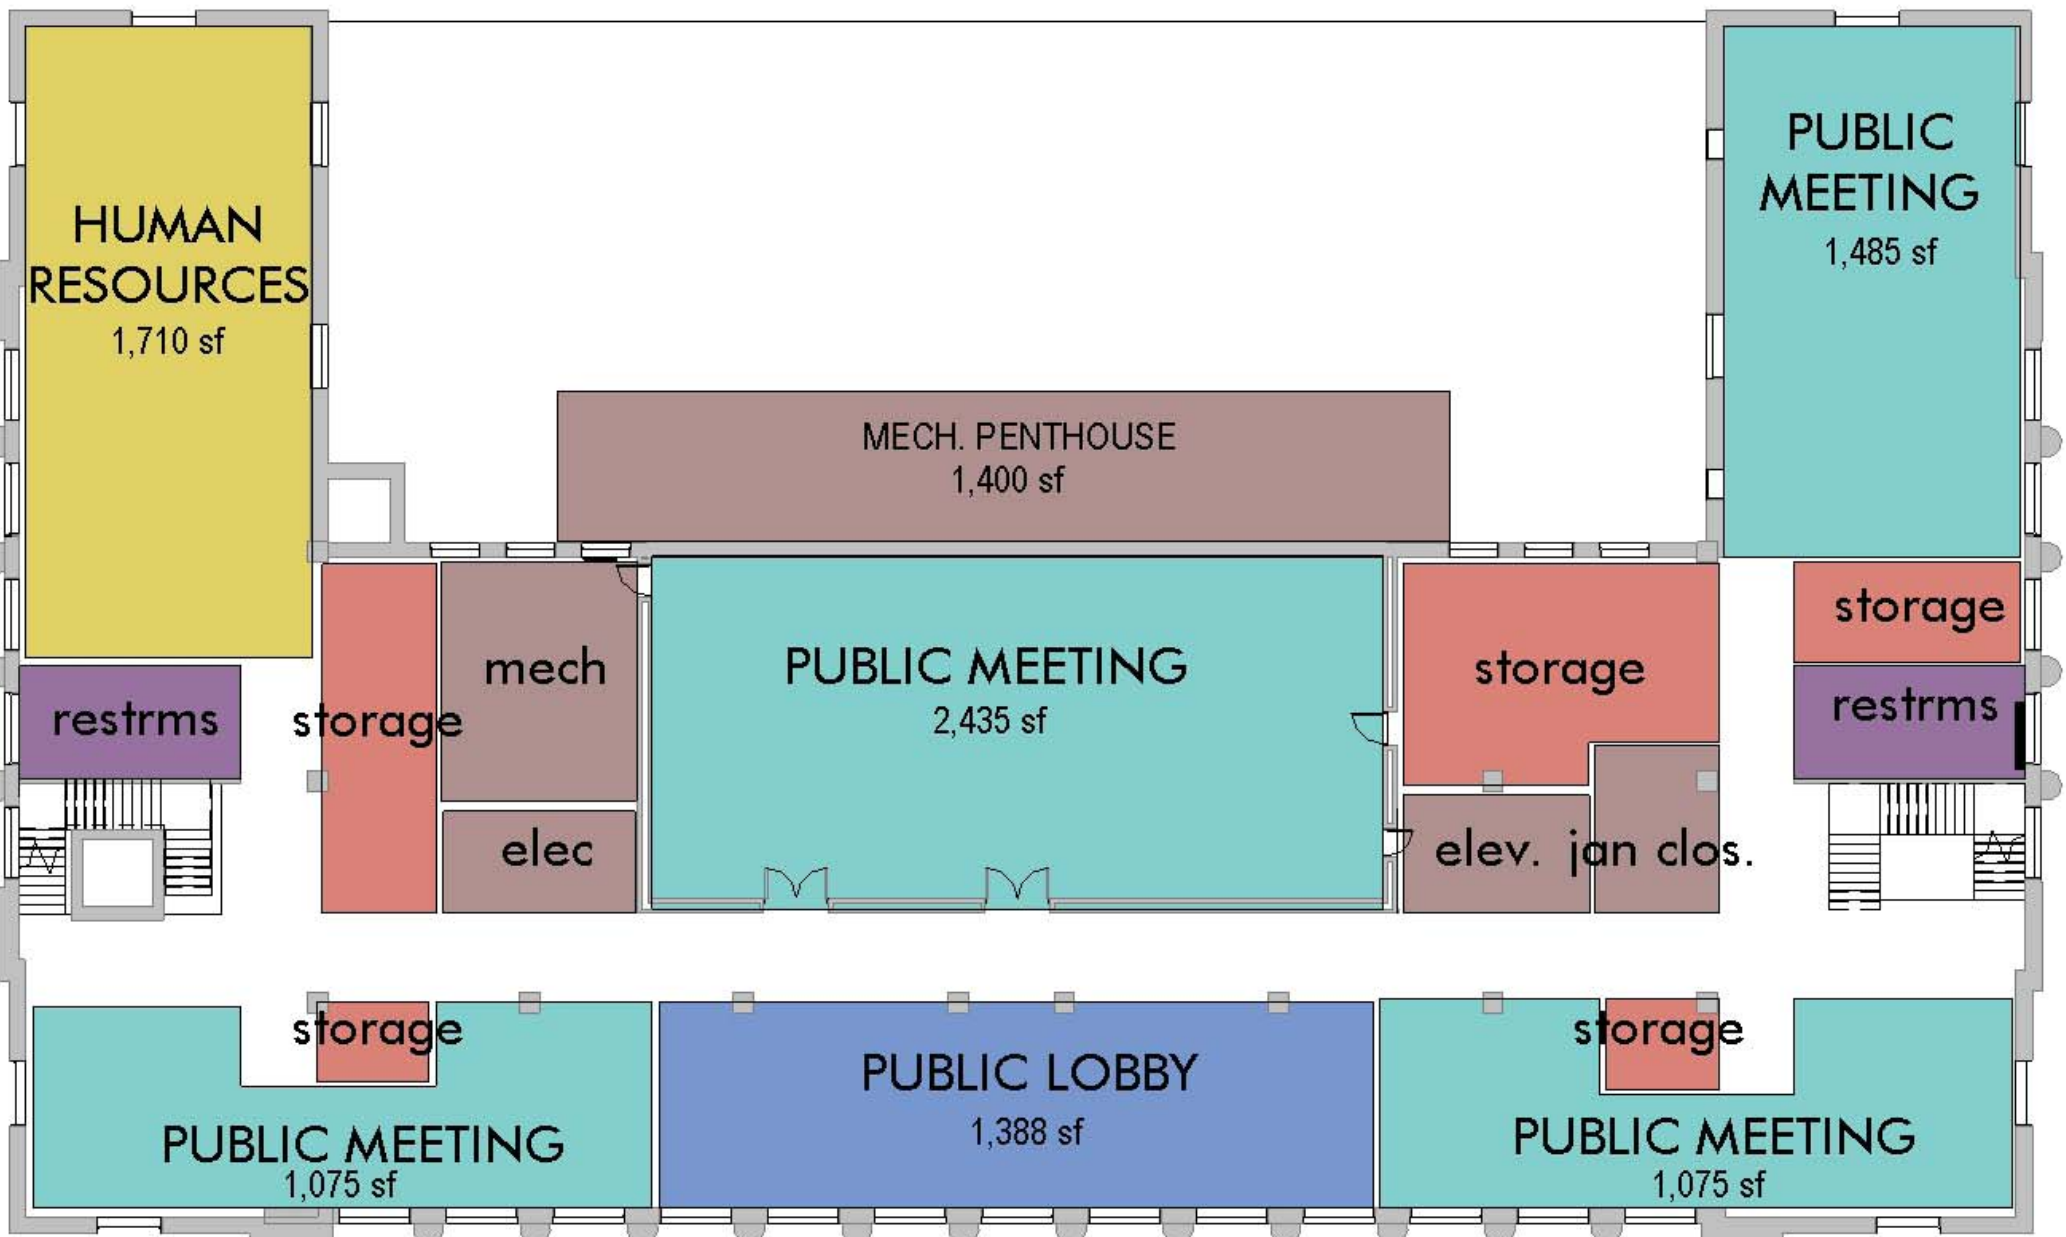 HUMAN
RESOURCES
1,710 sf
PUBLIC
MEETING
1,485 sf
MECH. PENTHOUSE
1,400 sf
restrms
storage
mech
elec
PUBLIC MEETING
2,435 sf
storage
elev.
jan clos.
storage
restrms
storage
PUBLIC MEETING
1,075 sf
PUBLIC LOBBY
1,388 sf
storage
PUBLIC MEETING
1,075 sf